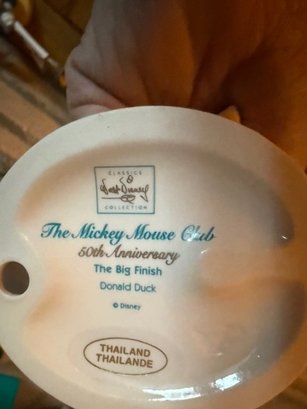 CLASSICS
Walt Disney
COLLECTION
The Mickey Mouse Club
50th Anniversary
The Big Finish
Donald Duck
© Disney
THAILAND
THAILANDE